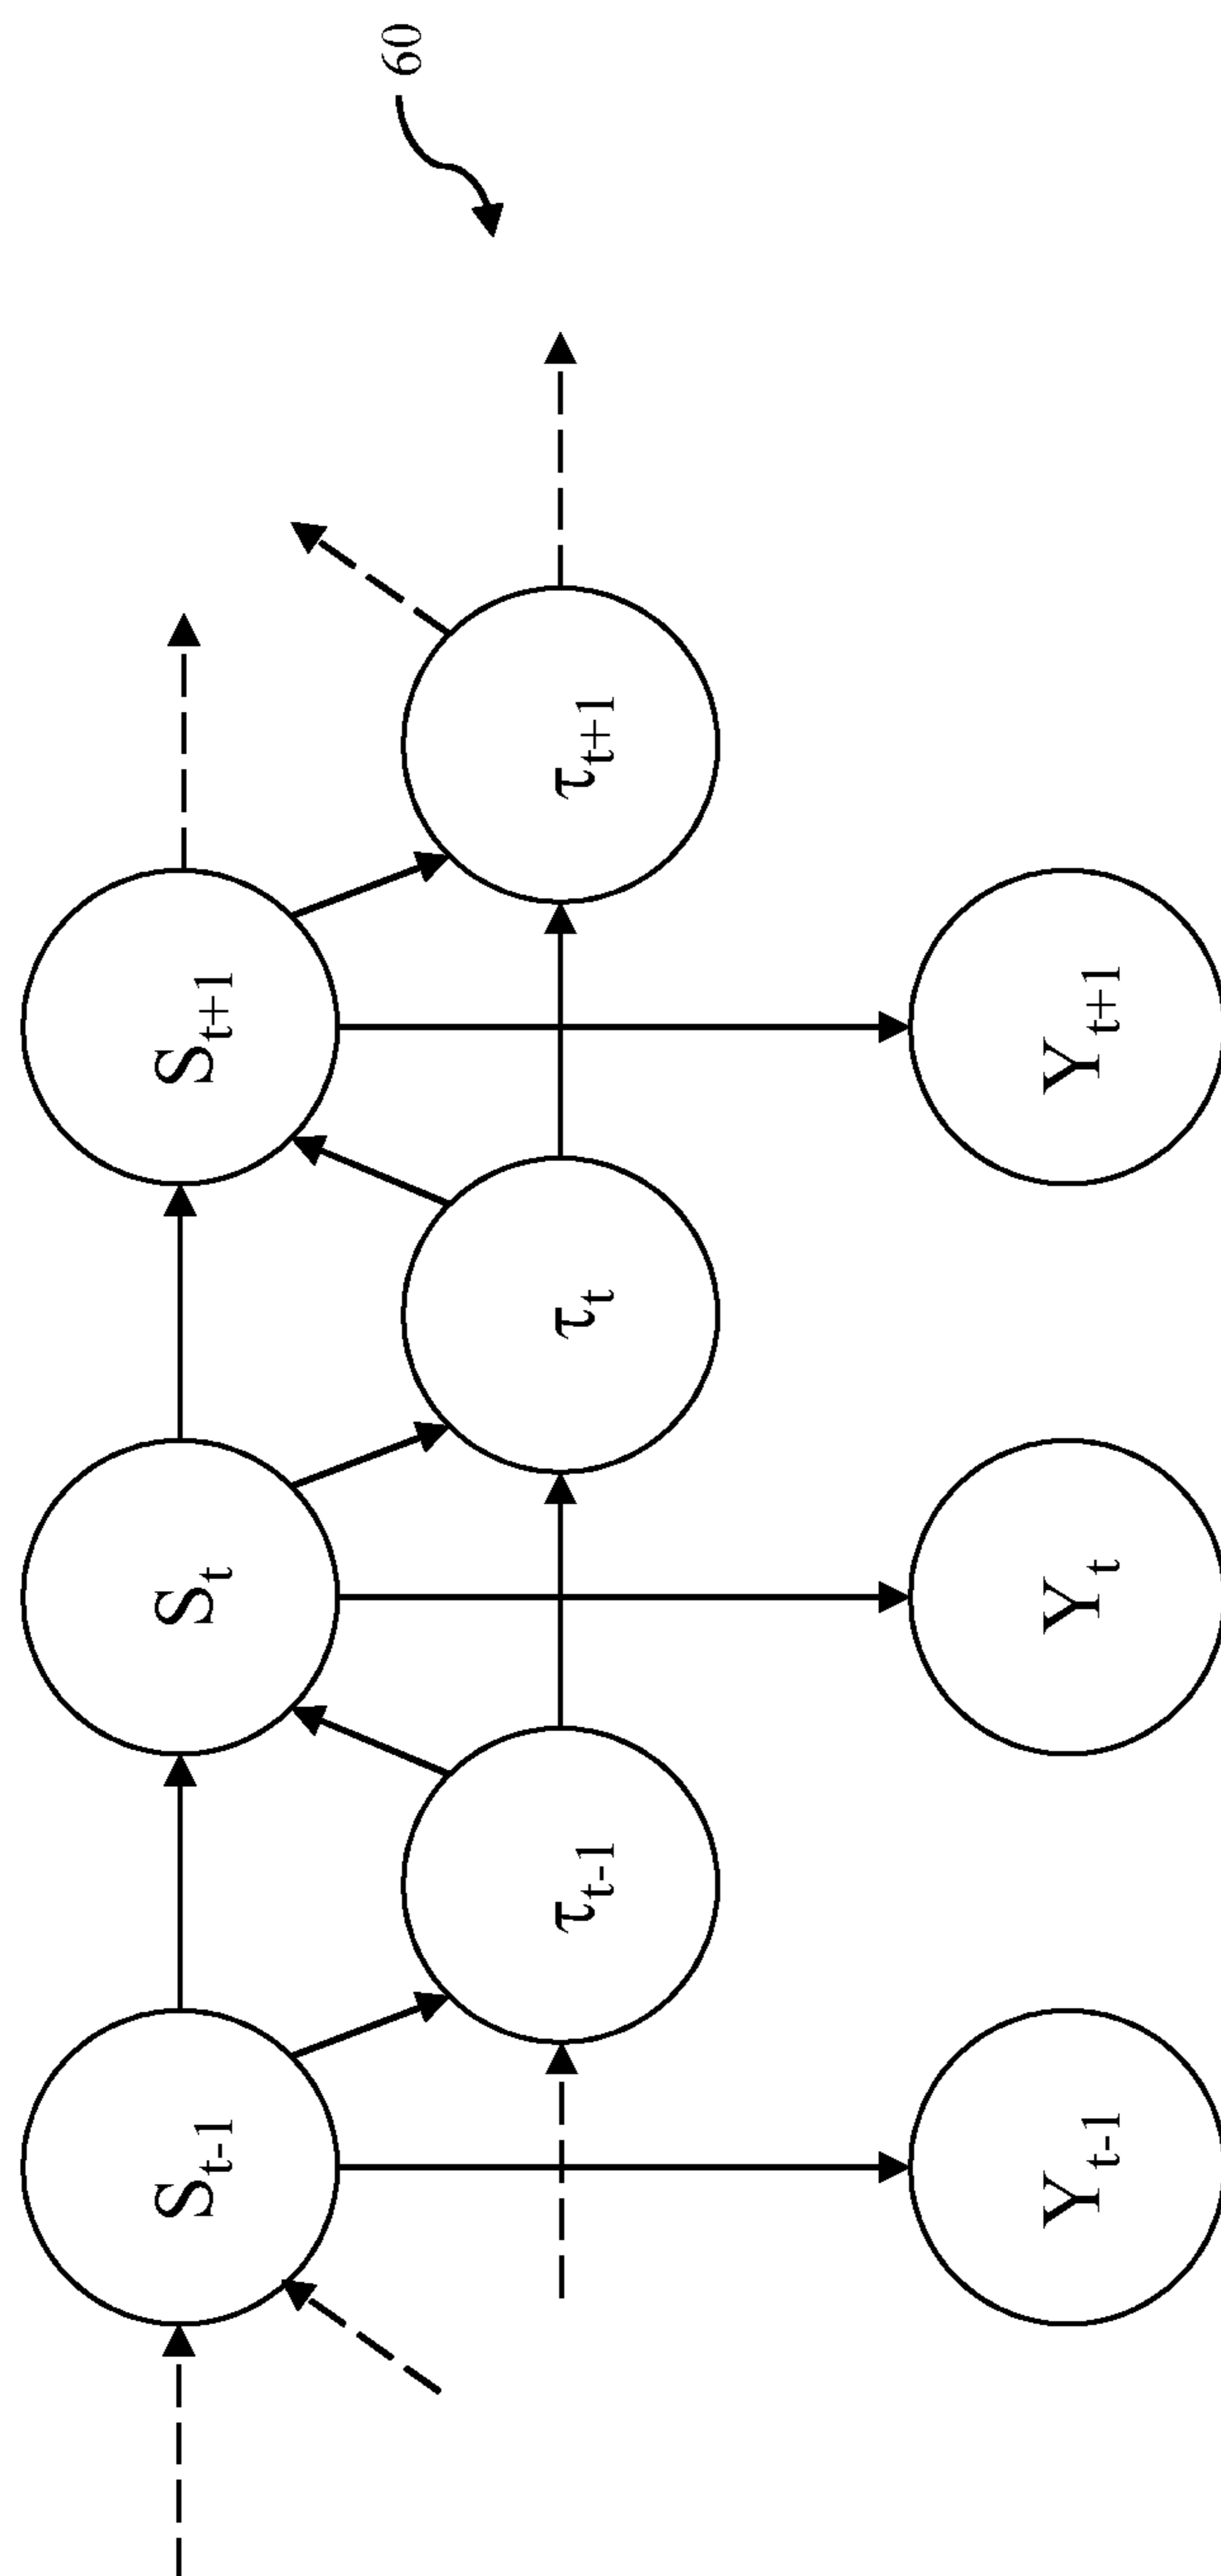 60
S_{t-1}
S_t
S_{t+1}
τ_{t-1}
τ_t
τ_{t+1}
Y_{t-1}
Y_t
Y_{t+1}